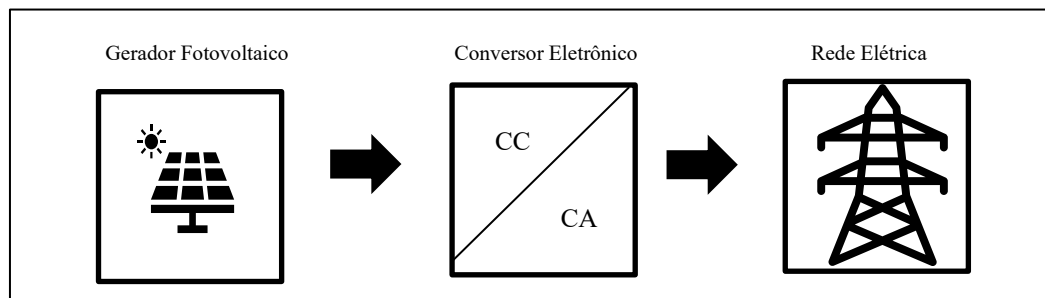 Gerador Fotovoltaico
Conversor Eletrônico
Rede Elétrica
CC
CA